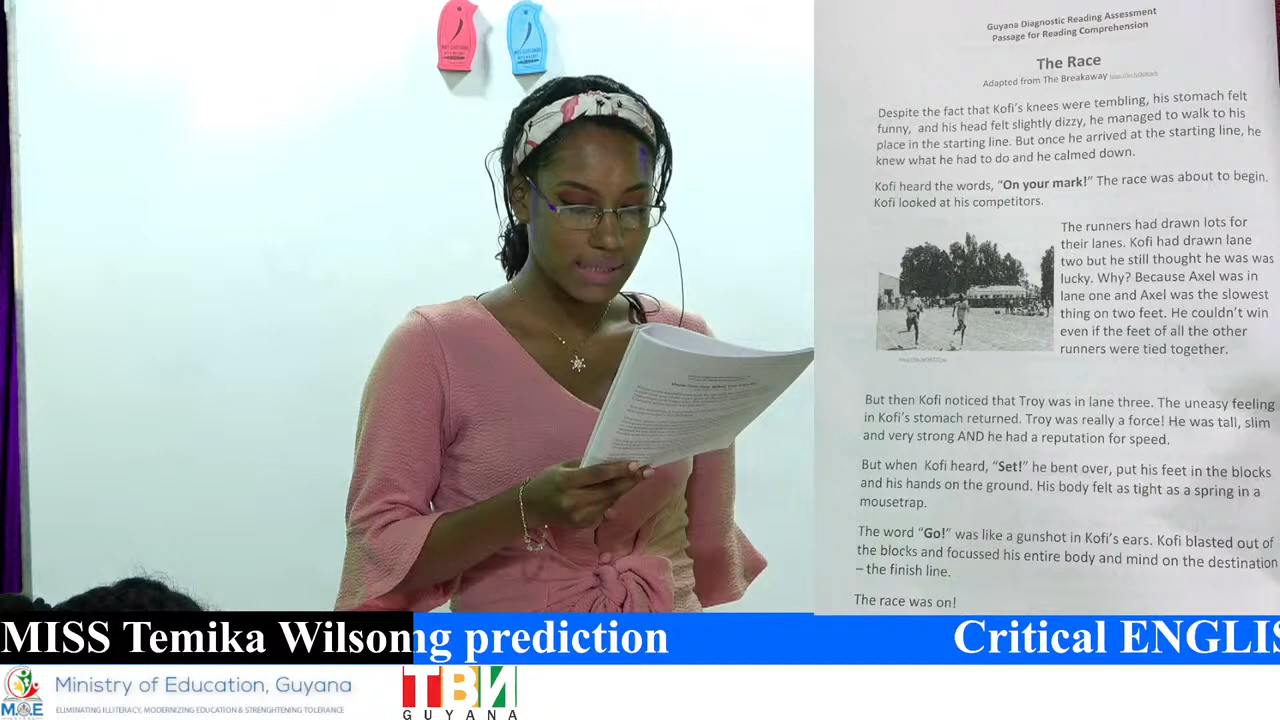 Guyana Diagnostic Reading Assessment
Passage for Reading Comprehension
The Race
Adapted from The Breakaway
Despite the fact that Kofi's knees were tembling, his stomach felt
funny, and his head felt slightly dizzy, he managed to walk to his
place in the starting line. But once he arrived at the starting line, he
knew what he had to do and he calmed down.
Kofi heard the words, "On your mark!" The race was about to begin.
Kofi looked at his competitors.
The runners had drawn lots for
their lanes. Kofi had drawn lane
two but he still thought he was was
lucky. Why? Because Axel was in
lane one and Axel was the slowest
thing on two feet. He couldn't win
even if the feet of all the other
runners were tied together.
But then Kofi noticed that Troy was in lane three. The uneasy feeling
in Kofi's stomach returned. Troy was really a force! He was tall, slim
and very strong AND he had a reputation for speed.
But when Kofi heard, "Set!" he bent over, put his feet in the blocks
and his hands on the ground. His body felt as tight as a spring in a
mousetrap.
The word "Go!" was like a gunshot in Kofi's ears. Kofi blasted out of
the blocks and focussed his entire body and mind on the destination
– the finish line.
The race was on!
MISS Temika Wilson
ng prediction
Critical ENGLIS
M.O.E
Ministry of Education, Guyana
ELIMINATING ILLITERACY, MODERNIZING EDUCATION & STRENGHTENING TOLERANCE
TBN
GUYANA